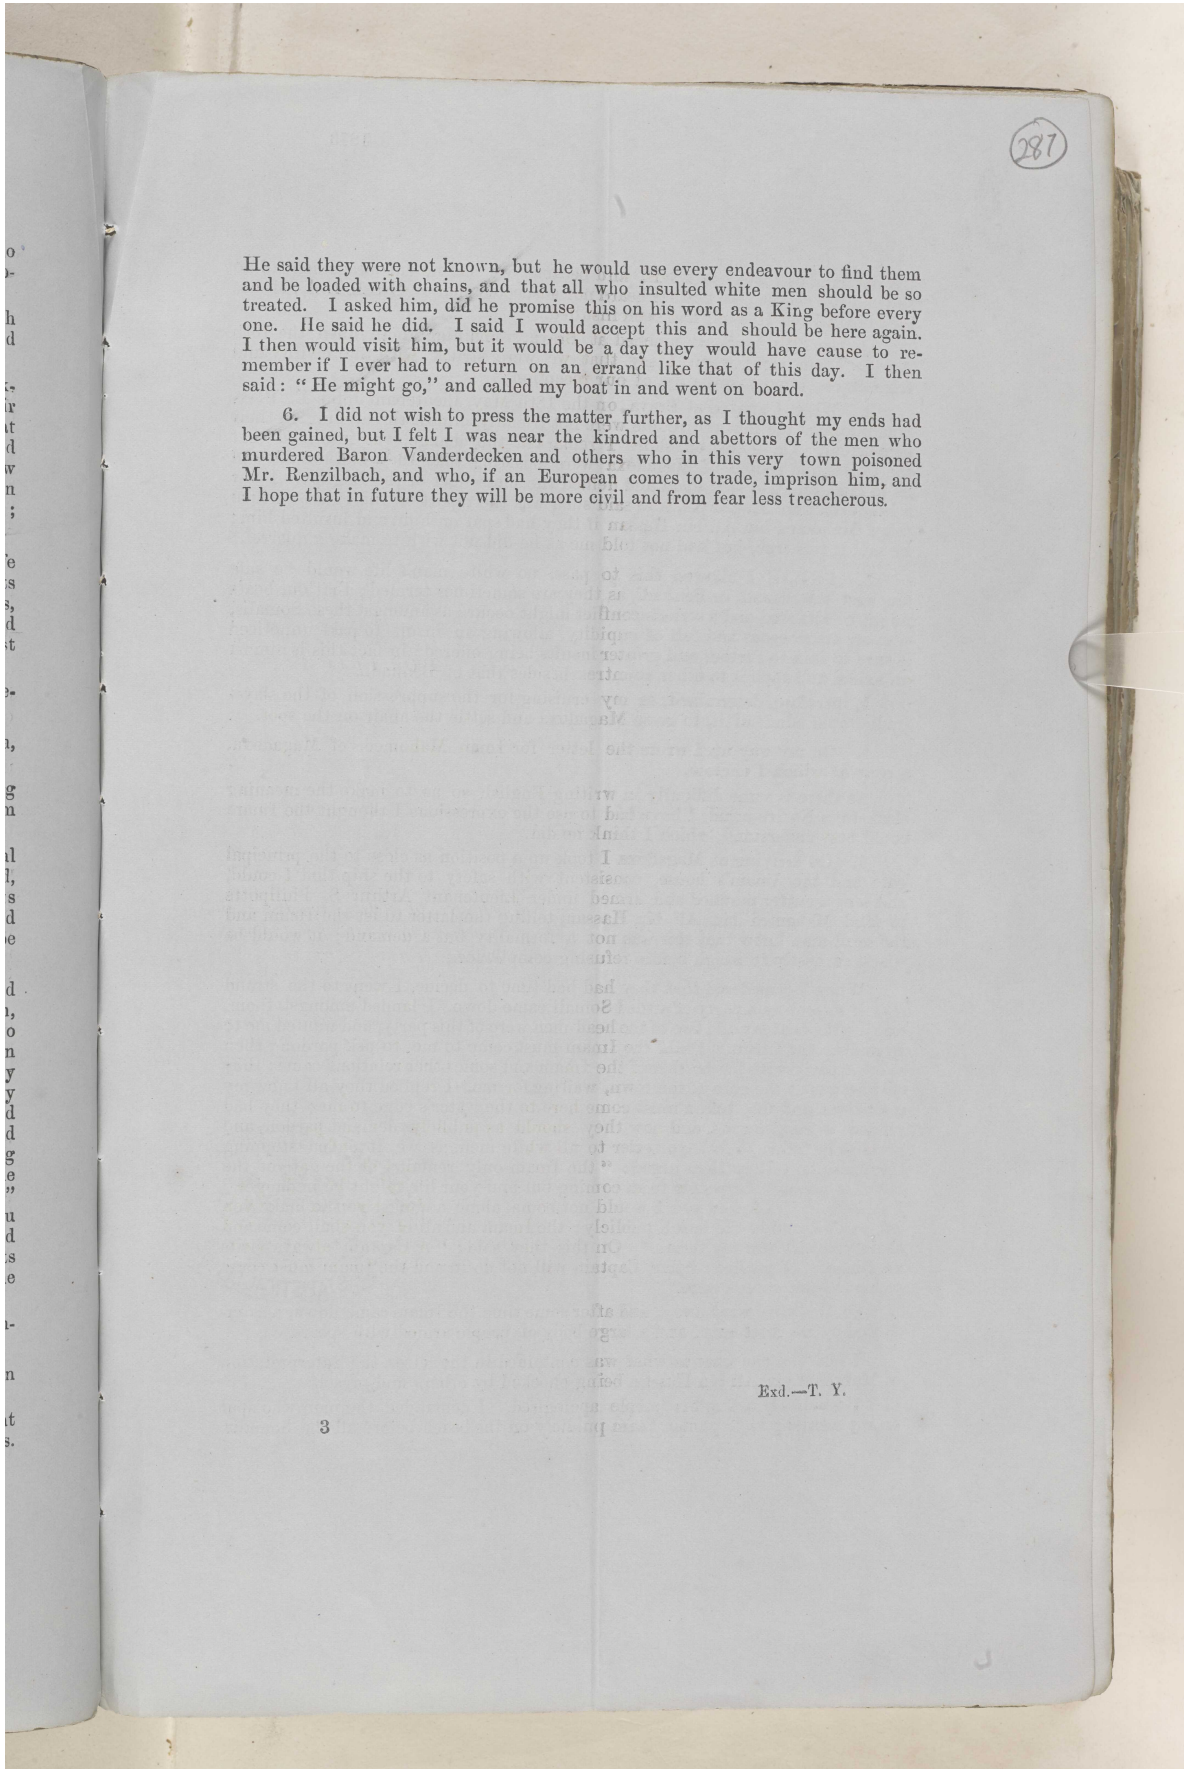 287
He said they were not known, but he would use every endeavour to find them
and be loaded with chains, and that all who insulted white men should be so
treated. I asked him, did he promise this on his word as a King before every
one. He said he did. I said I would accept this and should be here again.
I then would visit him, but it would be a day they would have cause to re-
member if I ever had to return on an errand like that of this day. I then
said: “He might go,” and called my boat in and went on board.
6. I did not wish to press the matter further, as I thought my ends had
been gained, but I felt I was near the kindred and abettors of the men who
murdered Baron Vanderdecken and others who in this very town poisoned
Mr. Renzilbach, and who, if an European comes to trade, imprison him, and
I hope that in future they will be more civil and from fear less treacherous.
Exd.—T. Y.
3